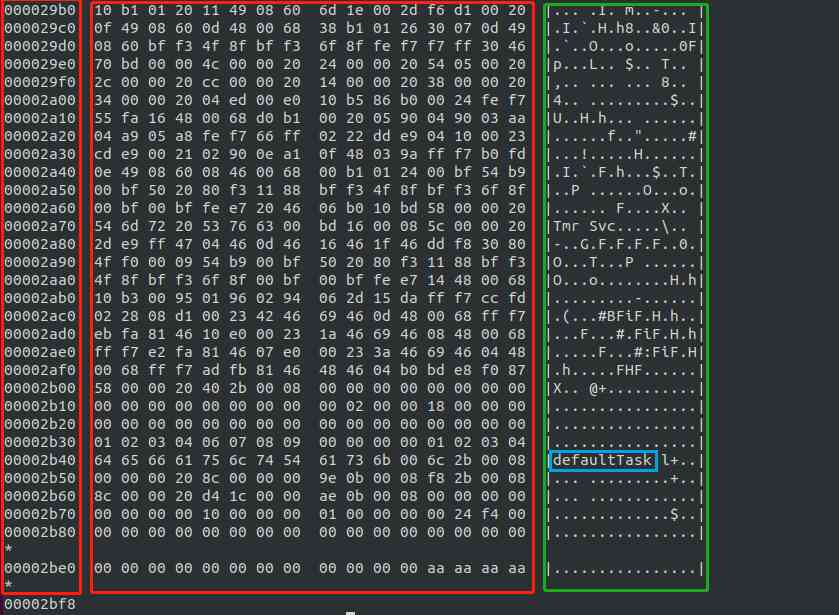 000029b0  10 b1 01 20 11 49 08 60  6d 1e 00 2d f6 d1 00 20  |... .I.`m..-... |
000029c0  0f 49 08 60 0d 48 00 68  38 b1 01 26 30 07 0d 49  |.I.`.H.h8..&0..I|
000029d0  08 60 bf f3 4f 8f bf f3  6f 8f fe f7 f7 ff 30 46  |.`..O...o.....0F|
000029e0  70 bd 00 00 4c 00 00 20  24 00 00 20 54 05 00 20  |p...L.. $.. T.. |
000029f0  2c 00 00 20 cc 00 00 20  14 00 00 20 38 00 00 20  |,.. ... ... 8.. |
00002a00  34 00 00 20 04 ed 00 e0  10 b5 86 b0 00 24 fe f7  |4.. .........$..|
00002a10  55 fa 16 48 00 68 d0 b1  00 20 05 90 04 90 03 aa  |U..H.h... ......|
00002a20  04 a9 05 a8 fe f7 66 ff  02 22 dd e9 04 10 00 23  |......f..".....#|
00002a30  cd e9 00 21 02 90 0e a1  0f 48 03 9a ff f7 b0 fd  |...!.....H......|
00002a40  0e 49 08 60 08 46 00 68  00 b1 01 24 00 bf 54 b9  |.I.`.F.h...$..T.|
00002a50  00 bf 50 20 80 f3 11 88  bf f3 4f 8f bf f3 6f 8f  |..P ......O...o.|
00002a60  00 bf 00 bf fe e7 20 46  06 b0 10 bd 58 00 00 20  |...... F....X.. |
00002a70  54 6d 72 20 53 76 63 00  bd 16 00 08 5c 00 00 20  |Tmr Svc.....\.. |
00002a80  2d e9 ff 47 04 46 0d 46  16 46 1f 46 dd f8 30 80  |-..G.F.F.F.F..0.|
00002a90  4f f0 00 09 54 b9 00 bf  50 20 80 f3 11 88 bf f3  |O...T...P ......|
00002aa0  4f 8f bf f3 6f 8f 00 bf  00 bf fe e7 14 48 00 68  |O...o........H.h|
00002ab0  10 b3 00 95 01 96 02 94  06 2d 15 da ff f7 cc fd  |.........-......|
00002ac0  02 28 08 d1 00 23 42 46  69 46 0d 48 00 68 ff f7  |.(...#BFiF.H.h..|
00002ad0  eb fa 81 46 10 e0 00 23  1a 46 69 46 08 48 00 68  |...F...#.FiF.H.h|
00002ae0  ff f7 e2 fa 81 46 07 e0  00 23 3a 46 69 46 04 48  |.....F...#:FiF.H|
00002af0  00 68 ff f7 ad fb 81 46  48 46 04 b0 bd e8 f0 87  |.h.....FHF......|
00002b00  58 00 00 20 40 2b 00 08  00 00 00 00 00 00 00 00  |X.. @+..........|
00002b10  00 00 00 00 00 00 00 00  00 02 00 00 18 00 00 00  |................|
00002b20  00 00 00 00 00 00 00 00  00 00 00 00 00 00 00 00  |................|
00002b30  01 02 03 04 06 07 08 09  00 00 00 00 01 02 03 04  |................|
00002b40  64 65 66 61 75 6c 74 54  61 73 6b 00 6c 2b 00 08  |defaultTask.l+..|
00002b50  00 00 00 20 8c 00 00 00  9e 0b 00 08 f8 2b 00 08  |... .........+..|
00002b60  8c 00 00 20 d4 1c 00 00  ae 0b 00 08 00 00 00 00  |... ............|
00002b70  00 00 00 00 10 00 00 00  01 00 00 00 00 24 f4 00  |.............$..|
00002b80  00 00 00 00 00 00 00 00  00 00 00 00 00 00 00 00  |................|
*
00002be0  00 00 00 00 00 00 00 00  00 00 00 00 aa aa aa aa  |................|
*
00002bf8